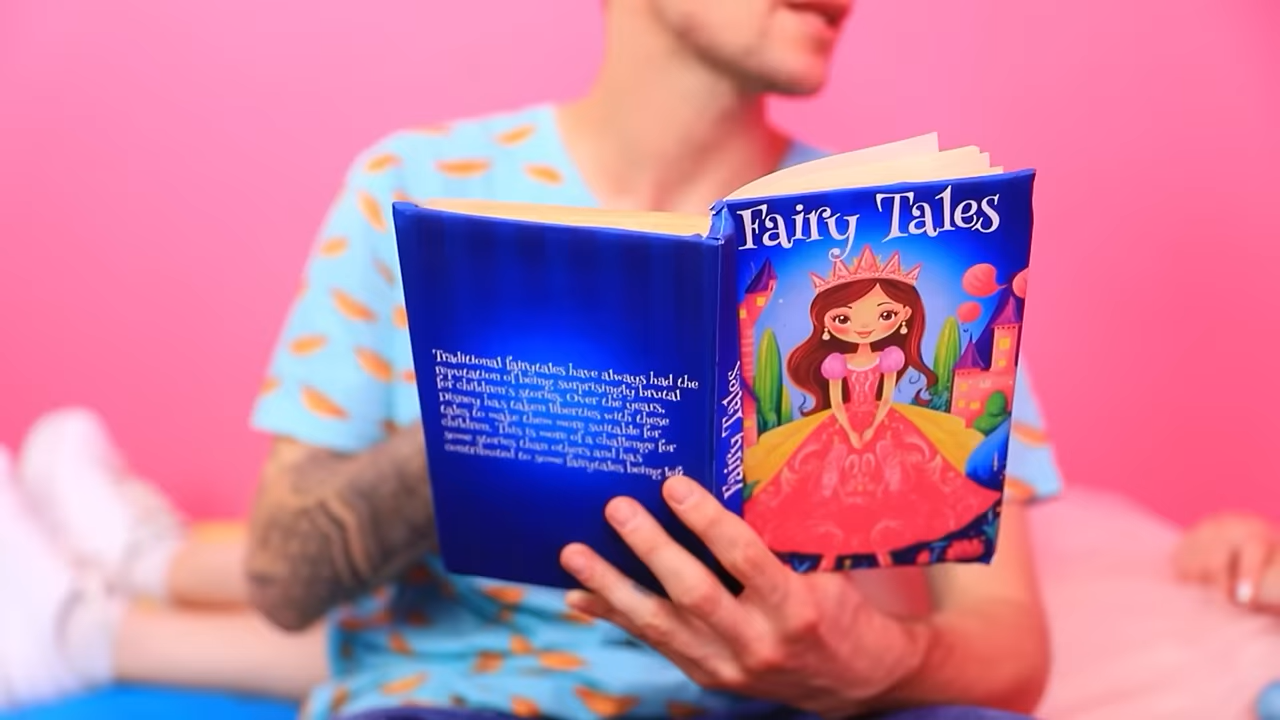 Traditional fairytales have always had the
reputation of being surprisingly brutal
for children's stories. Over the years,
Disney has taken liberties with these
tales to make them more suitable for
children. This is more of a challenge for
some stories than others and has
contributed to some fairytales being left
Fairy Tales
Fairy Tales